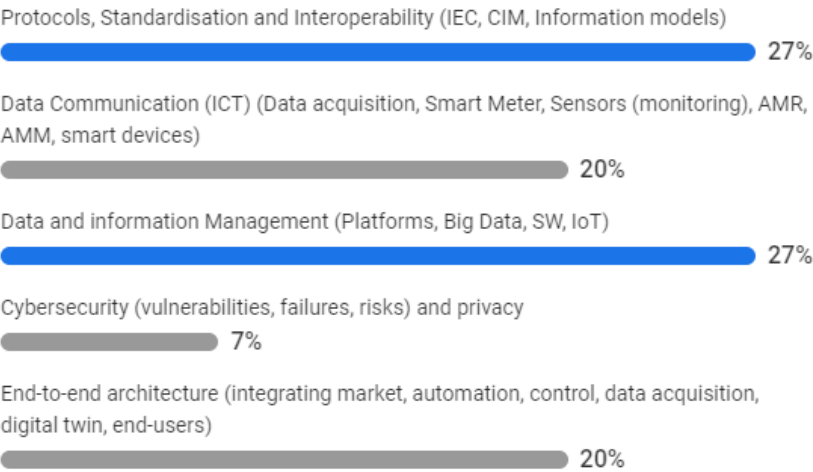 Protocols, Standardisation and Interoperability (IEC, CIM, Information models)
27%
Data Communication (ICT) (Data acquisition, Smart Meter, Sensors (monitoring), AMR,
AMM, smart devices)
20%
Data and information Management (Platforms, Big Data, SW, IoT)
27%
Cybersecurity (vulnerabilities, failures, risks) and privacy
7%
End-to-end architecture (integrating market, automation, control, data acquisition,
digital twin, end-users)
20%